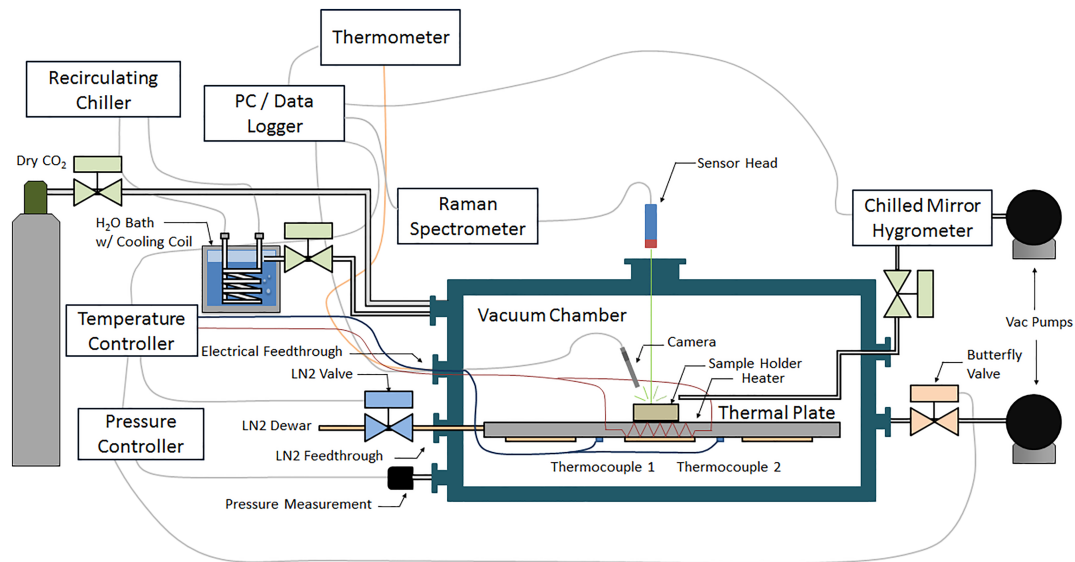 Thermometer
Recirculating
Chiller
PC / Data
Logger
Dry CO₂
Sensor Head
H₂O Bath
w/ Cooling Coil
Raman
Spectrometer
Chilled Mirror
Hygrometer
Vacuum Chamber
Temperature
Controller
Electrical Feedthrough
LN2 Valve
Camera
Sample Holder
Heater
Vac Pumps
Butterfly
Valve
Thermal Plate
Pressure
Controller
LN2 Dewar
LN2 Feedthrough
Thermocouple 1
Thermocouple 2
Pressure Measurement